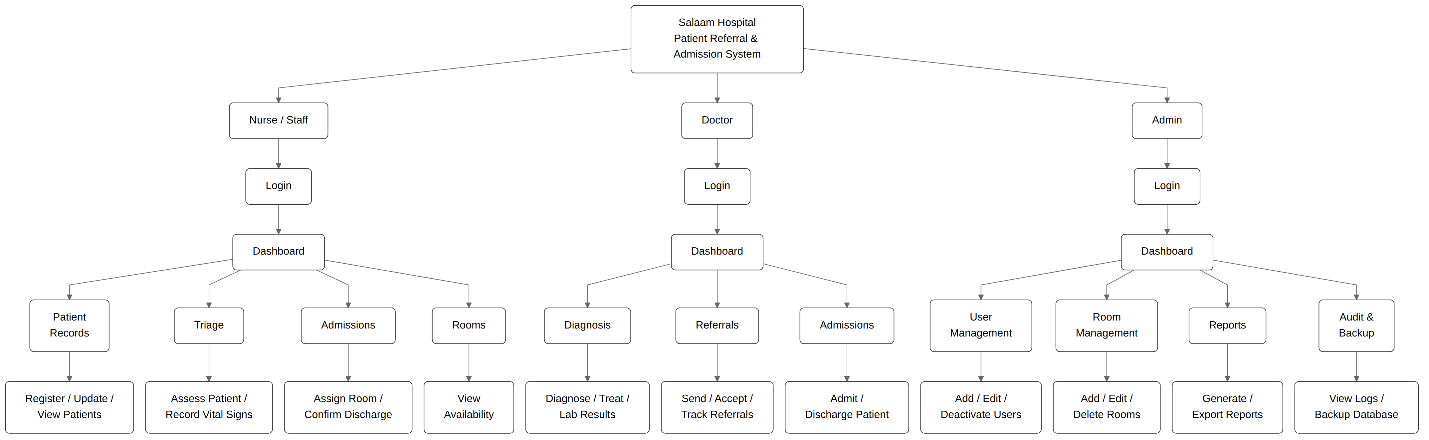 Salaam Hospital
Patient Referral &
Admission System
Nurse / Staff
Doctor
Admin
Login
Login
Login
Dashboard
Dashboard
Dashboard
Patient
Records
Triage
Admissions
Rooms
Diagnosis
Referrals
Admissions
User
Management
Room
Management
Reports
Audit &
Backup
Register / Update /
View Patients
Assess Patient /
Record Vital Signs
Assign Room /
Confirm Discharge
View
Availability
Diagnose / Treat /
Lab Results
Send / Accept /
Track Referrals
Admit /
Discharge Patient
Add / Edit /
Deactivate Users
Add / Edit /
Delete Rooms
Generate /
Export Reports
View Logs /
Backup Database